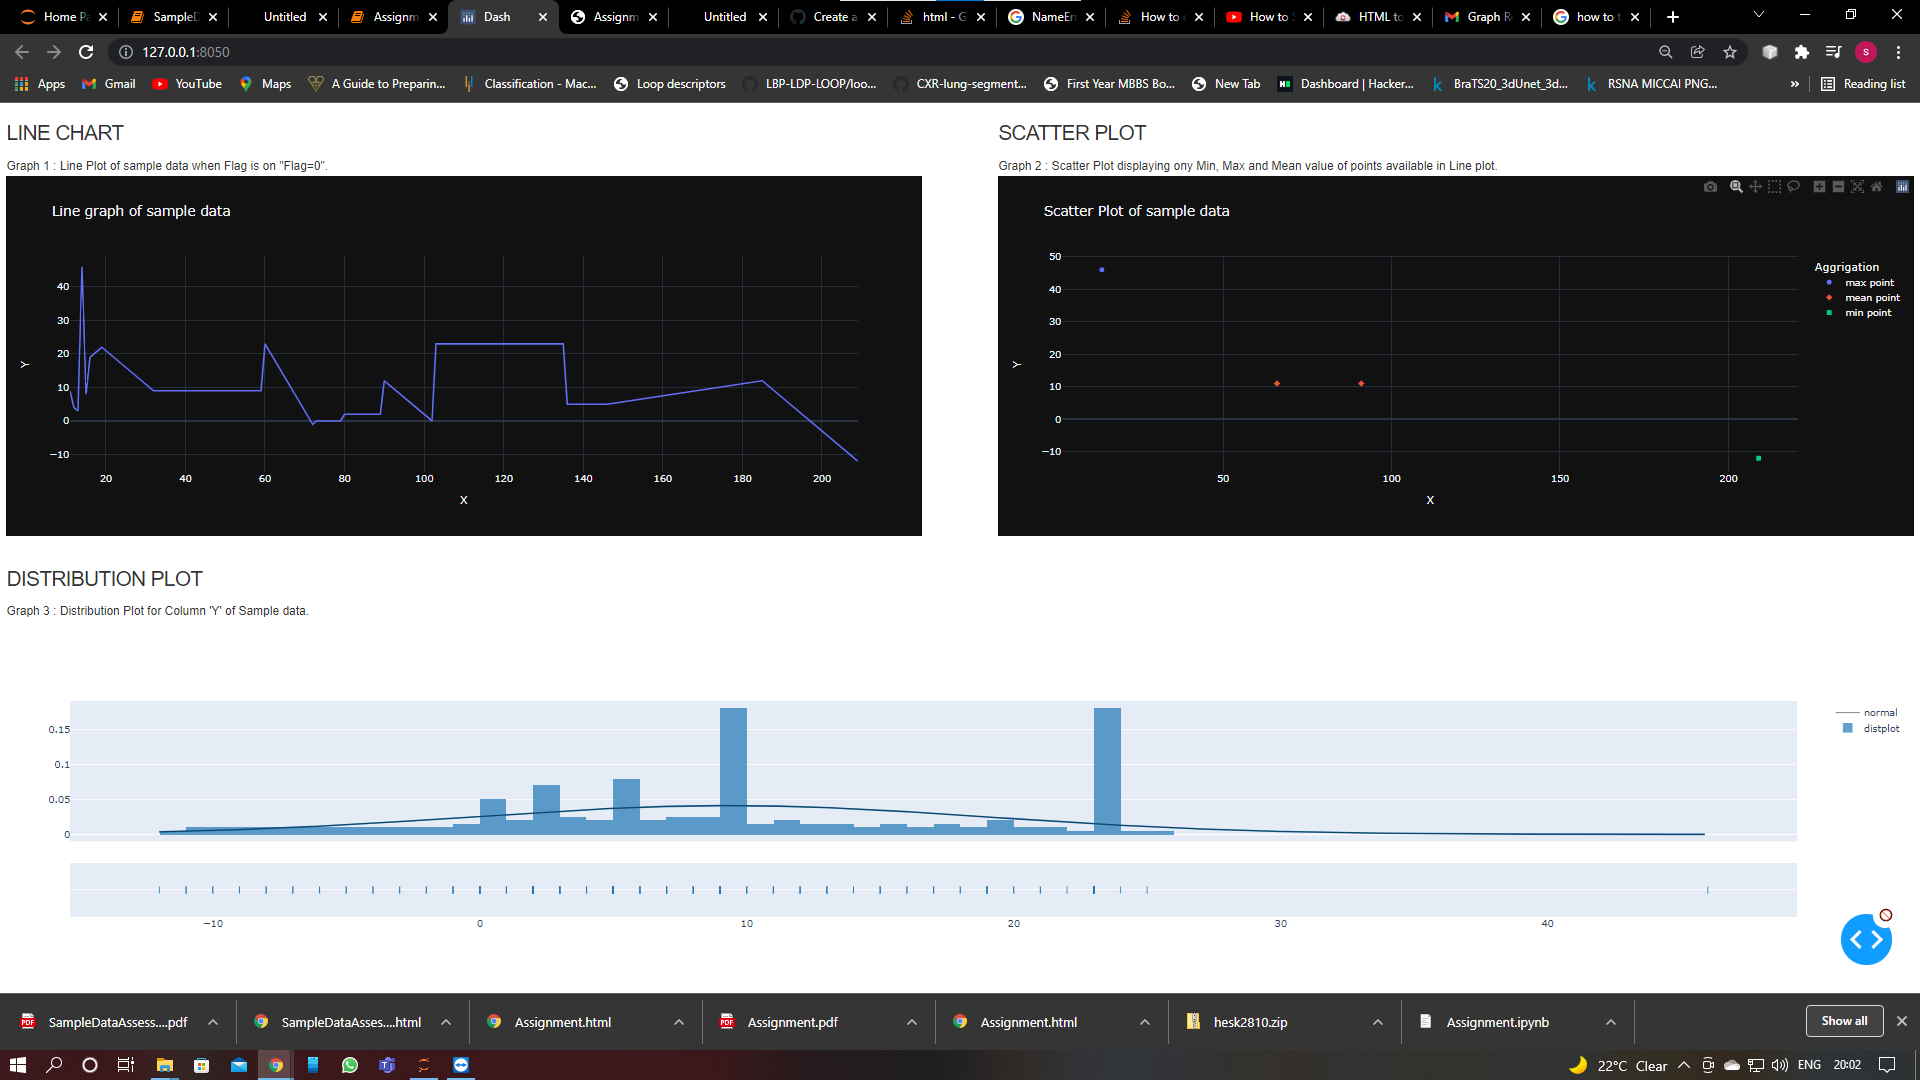 Home Pa
SampleD
Untitled
Assignm
Dash
Assignm
Untitled
Create a
html - G
NameErr
How to
How to S
HTML to
Graph R
how to t
127.0.0.1:8050
S
Apps
Gmail
YouTube
Maps
A Guide to Preparin...
Classification - Mac...
Loop descriptors
LBP-LDP-LOOP/loo...
CXR-lung-segment...
First Year MBBS Bo...
New Tab
Dashboard | Hacker...
BraTS20_3dUnet_3d...
RSNA MICCAI PNG...
»
Reading list
LINE CHART
Graph 1 : Line Plot of sample data when Flag is on "Flag=0".
Line graph of sample data
40
30
20
10
0
−10
Y
20 40 60 80 100 120 140 160 180 200
X
SCATTER PLOT
Graph 2 : Scatter Plot displaying ony Min, Max and Mean value of points available in Line plot.
Scatter Plot of sample data
50
40
30
20
10
0
−10
Y
50 100 150 200
X
Aggrigation
max point
mean point
min point
DISTRIBUTION PLOT
Graph 3 : Distribution Plot for Column 'Y' of Sample data.
0.15
0.1
0.05
0
−10 0 10 20 30 40
normal
distplot
SampleDataAssess....pdf
SampleDataAsses....html
Assignment.html
Assignment.pdf
Assignment.html
hesk2810.zip
Assignment.ipynb
Show all
22°C Clear
ENG
20:02